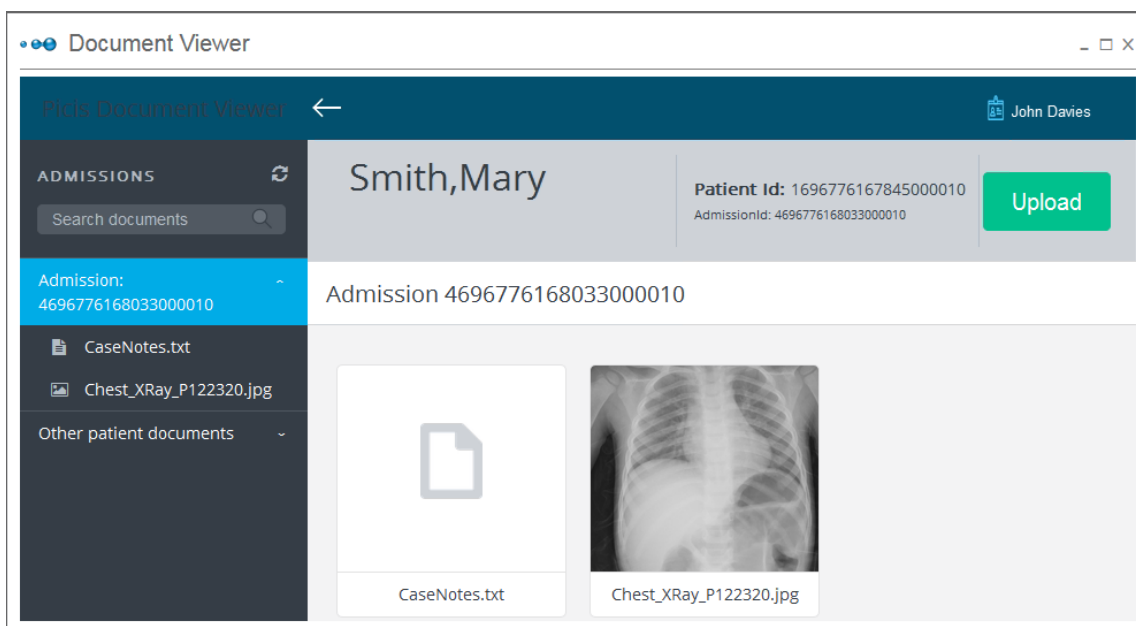 Document Viewer
Picis Document Viewer
John Davies
ADMISSIONS
Search documents
Admission:
4696776168033000010
CaseNotes.txt
Chest_XRay_P122320.jpg
Other patient documents
Smith,Mary
Patient Id: 1696776167845000010
AdmissionId: 4696776168033000010
Upload
Admission 4696776168033000010
CaseNotes.txt
Chest_XRay_P122320.jpg